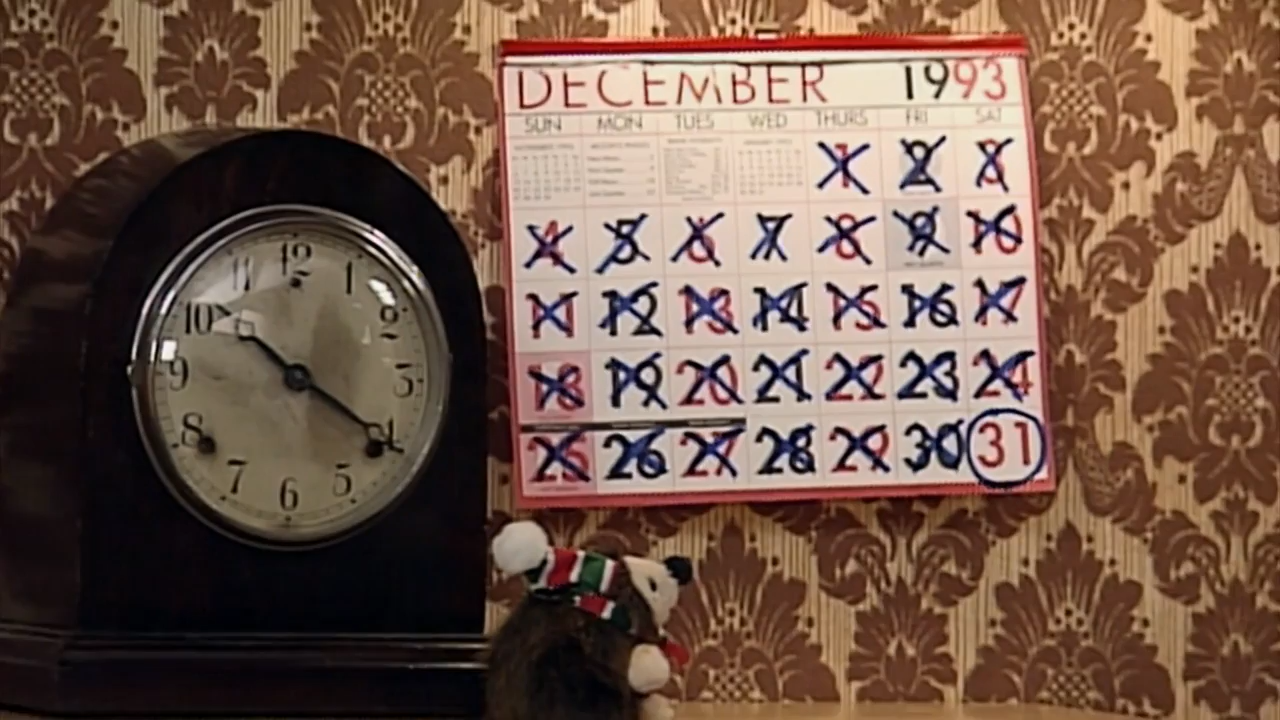 DECEMBER 1993
SUN MON TUES WED THURS FRI SAT
1 2 3
4 5 6 7 8 9 10
11 12 13 14 15 16 17
18 19 20 21 22 23 24
25 26 27 28 29 30 31
12
11 1
10 2
9 3
8 4
7 5
6